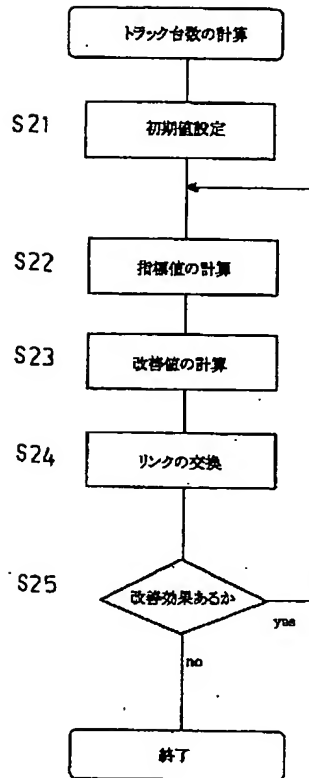 トラック台数の計算
S21
初期値設定
S22
指標値の計算
S23
改善値の計算
S24
リンクの交換
S25
改善効果あるか
yes
no
終了